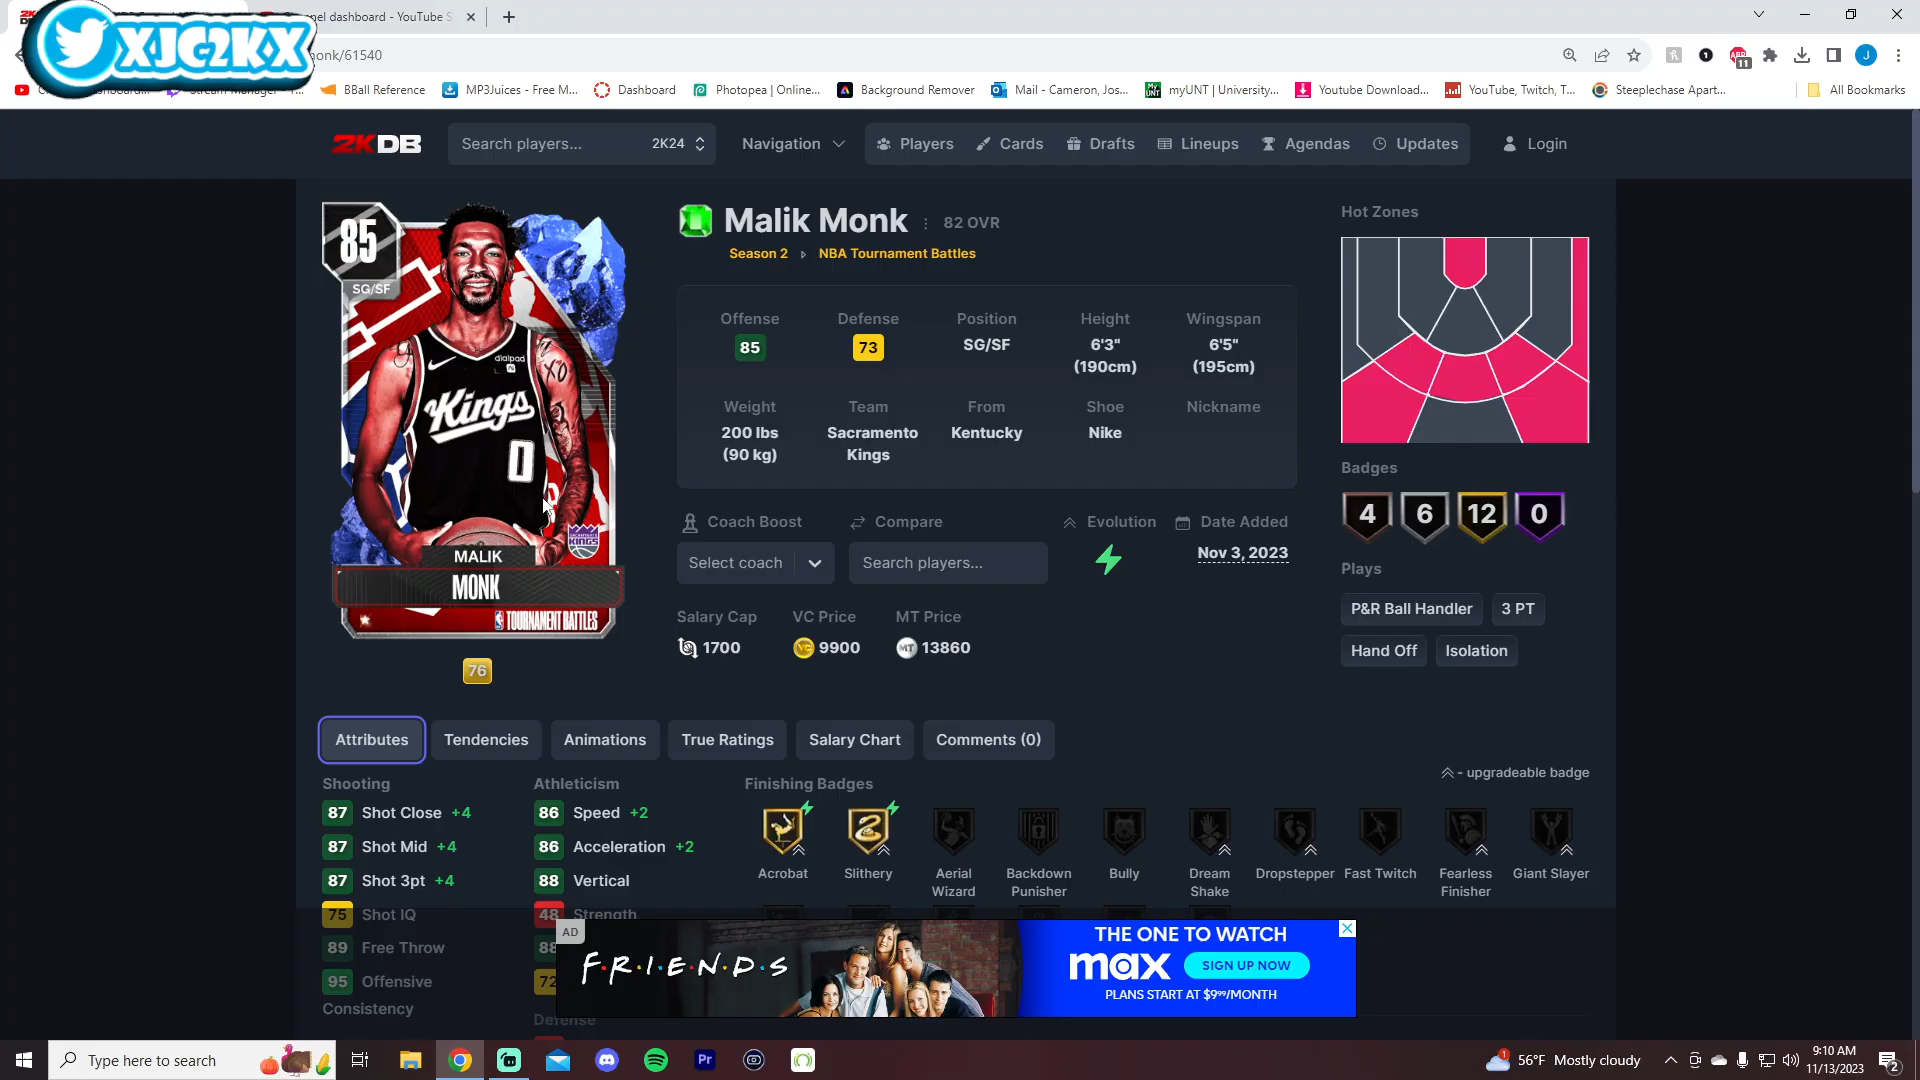 XJC2KX
Channel dashboard - YouTube S
monk/61540
BBall Reference
MP3Juices - Free M...
Dashboard
Photopea | Online...
Background Remover
Mail - Cameron, Jos...
myUNT | University...
Youtube Download...
YouTube, Twitch, T...
Steeplechase Apart...
All Bookmarks
2KDB
Search players...
2K24
Navigation
Players
Cards
Drafts
Lineups
Agendas
Updates
Login
85
SG/SF
dialpad
Kings
0
XO
MALIK
MONK
TOURNAMENT BATTLES
76
Malik Monk : 82 OVR
Season 2 NBA Tournament Battles
Offense Defense Position Height Wingspan
85 73 SG/SF 6'3" 6'5"
(190cm) (195cm)
Weight Team From Shoe Nickname
200 lbs Sacramento Kentucky Nike
(90 kg) Kings
Coach Boost Compare Evolution Date Added
Select coach Search players... Nov 3, 2023
Salary Cap VC Price MT Price
1700 VC 9900 MT 13860
Hot Zones
Badges
4 6 12 0
Plays
P&R Ball Handler 3 PT
Hand Off Isolation
Attributes Tendencies Animations True Ratings Salary Chart Comments (0)
- upgradeable badge
Shooting
87 Shot Close +4
87 Shot Mid +4
87 Shot 3pt +4
75 Shot IQ
89 Free Throw
95 Offensive
Consistency
Athleticism
86 Speed +2
86 Acceleration +2
88 Vertical
48 Strength
88
72
Defense
Finishing Badges
Acrobat
Slithery
Aerial
Wizard
Backdown
Punisher
Bully
Dream
Shake
Dropstepper
Fast Twitch
Fearless
Finisher
Giant Slayer
AD
F·R·I·E·N·D·S
THE ONE TO WATCH
max SIGN UP NOW
PLANS START AT $9.99/MONTH
Type here to search
56°F Mostly cloudy
9:10 AM
11/13/2023